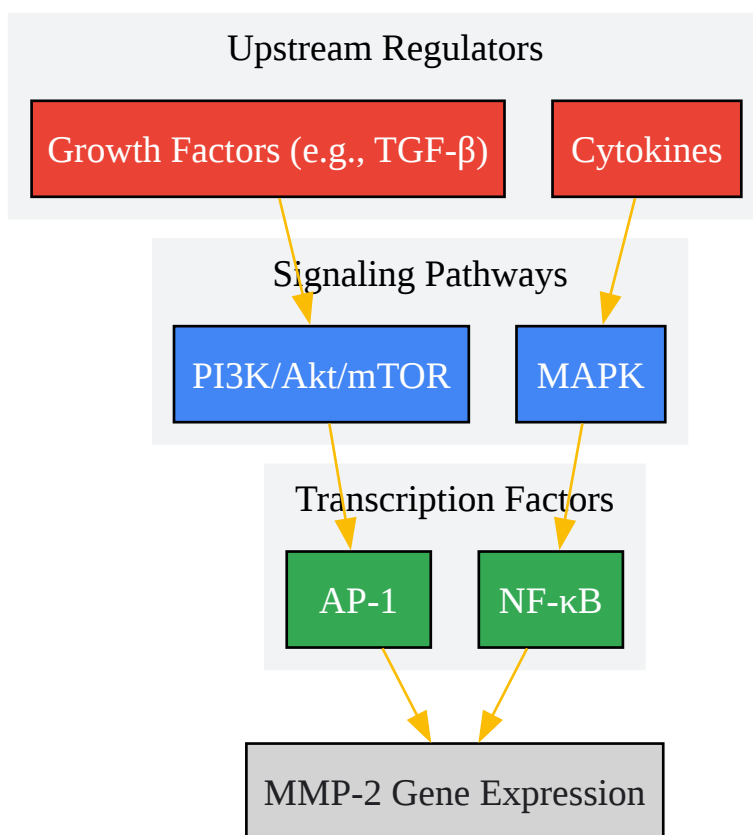 Upstream Regulators
Growth Factors (e.g., TGF-β)
Cytokines
Signaling Pathways
PI3K/Akt/mTOR
MAPK
Transcription Factors
AP-1
NF-κB
MMP-2 Gene Expression